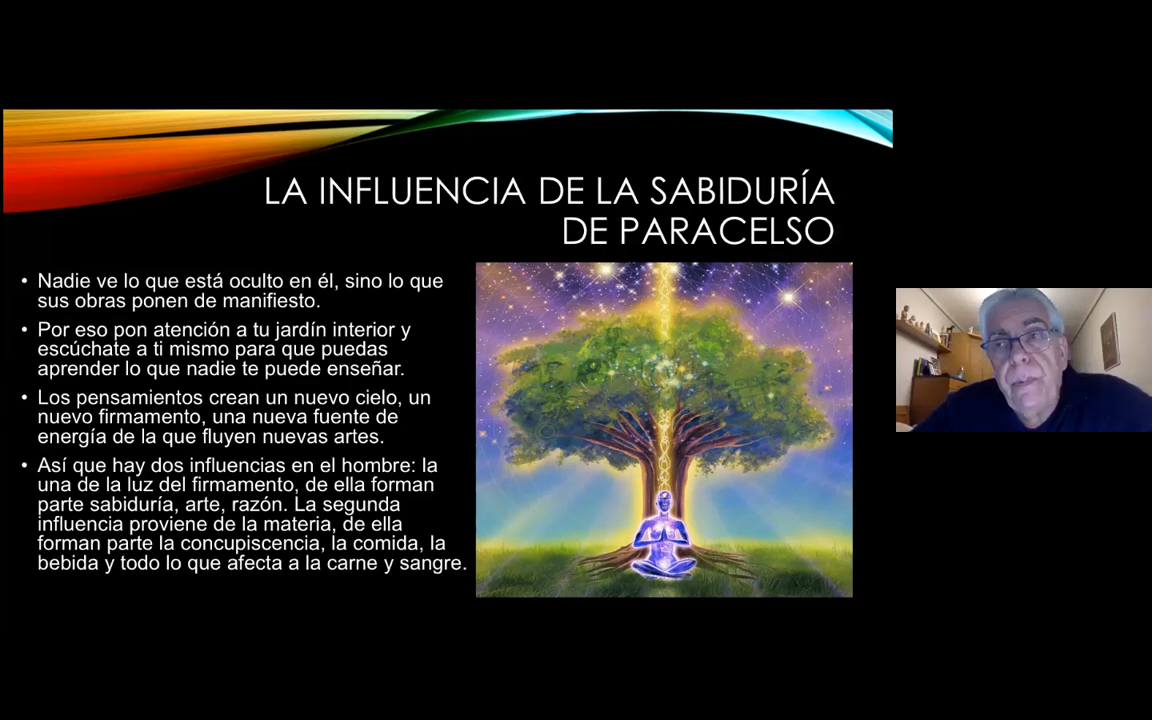 LA INFLUENCIA DE LA SABIDURÍA
DE PARACELSO
• Nadie ve lo que está oculto en él, sino lo que
sus obras ponen de manifiesto.
• Por eso pon atención a tu jardín interior y
escúchate a ti mismo para que puedas
aprender lo que nadie te puede enseñar.
• Los pensamientos crean un nuevo cielo, un
nuevo firmamento, una nueva fuente de
energía de la que fluyen nuevas artes.
• Así que hay dos influencias en el hombre: la
una de la luz del firmamento, de ella forman
parte sabiduría, arte, razón. La segunda
influencia proviene de la materia, de ella
forman parte la concupiscencia, la comida, la
bebida y todo lo que afecta a la carne y sangre.